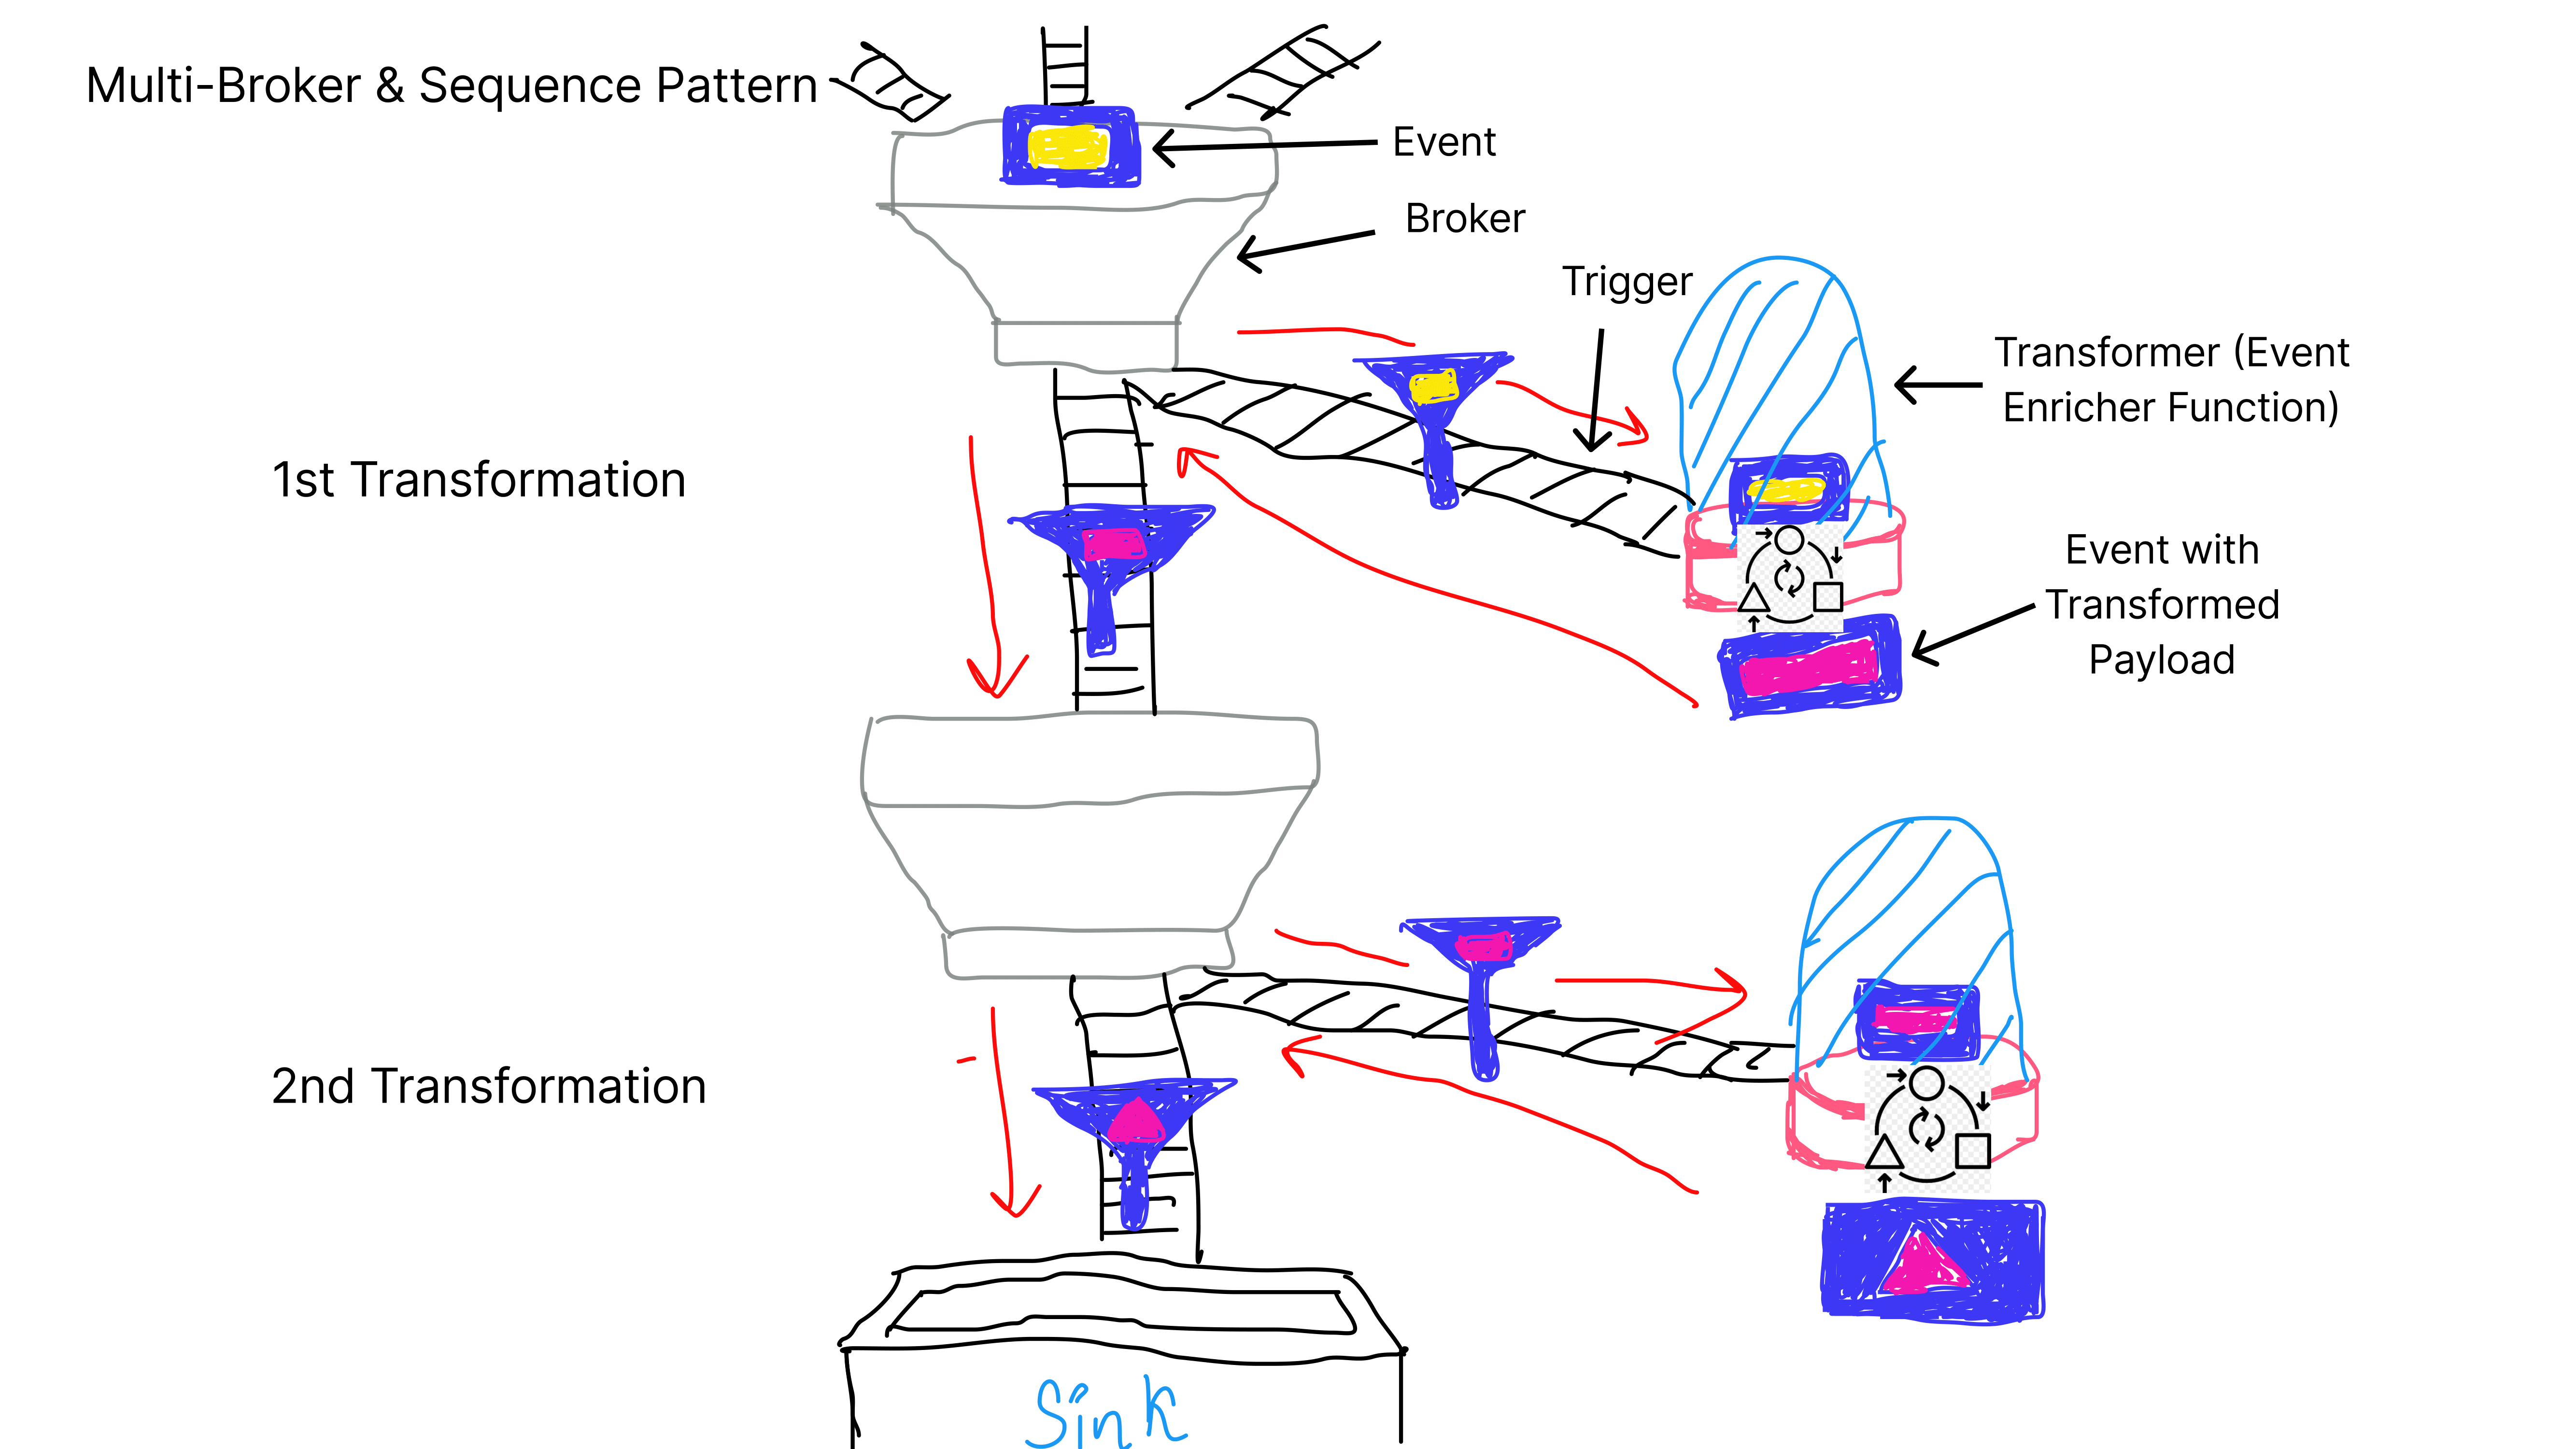 Multi-Broker & Sequence Pattern
Event
Broker
Trigger
Transformer (Event
Enricher Function)
1st Transformation
Event with
Transformed
Payload
2nd Transformation
Sink